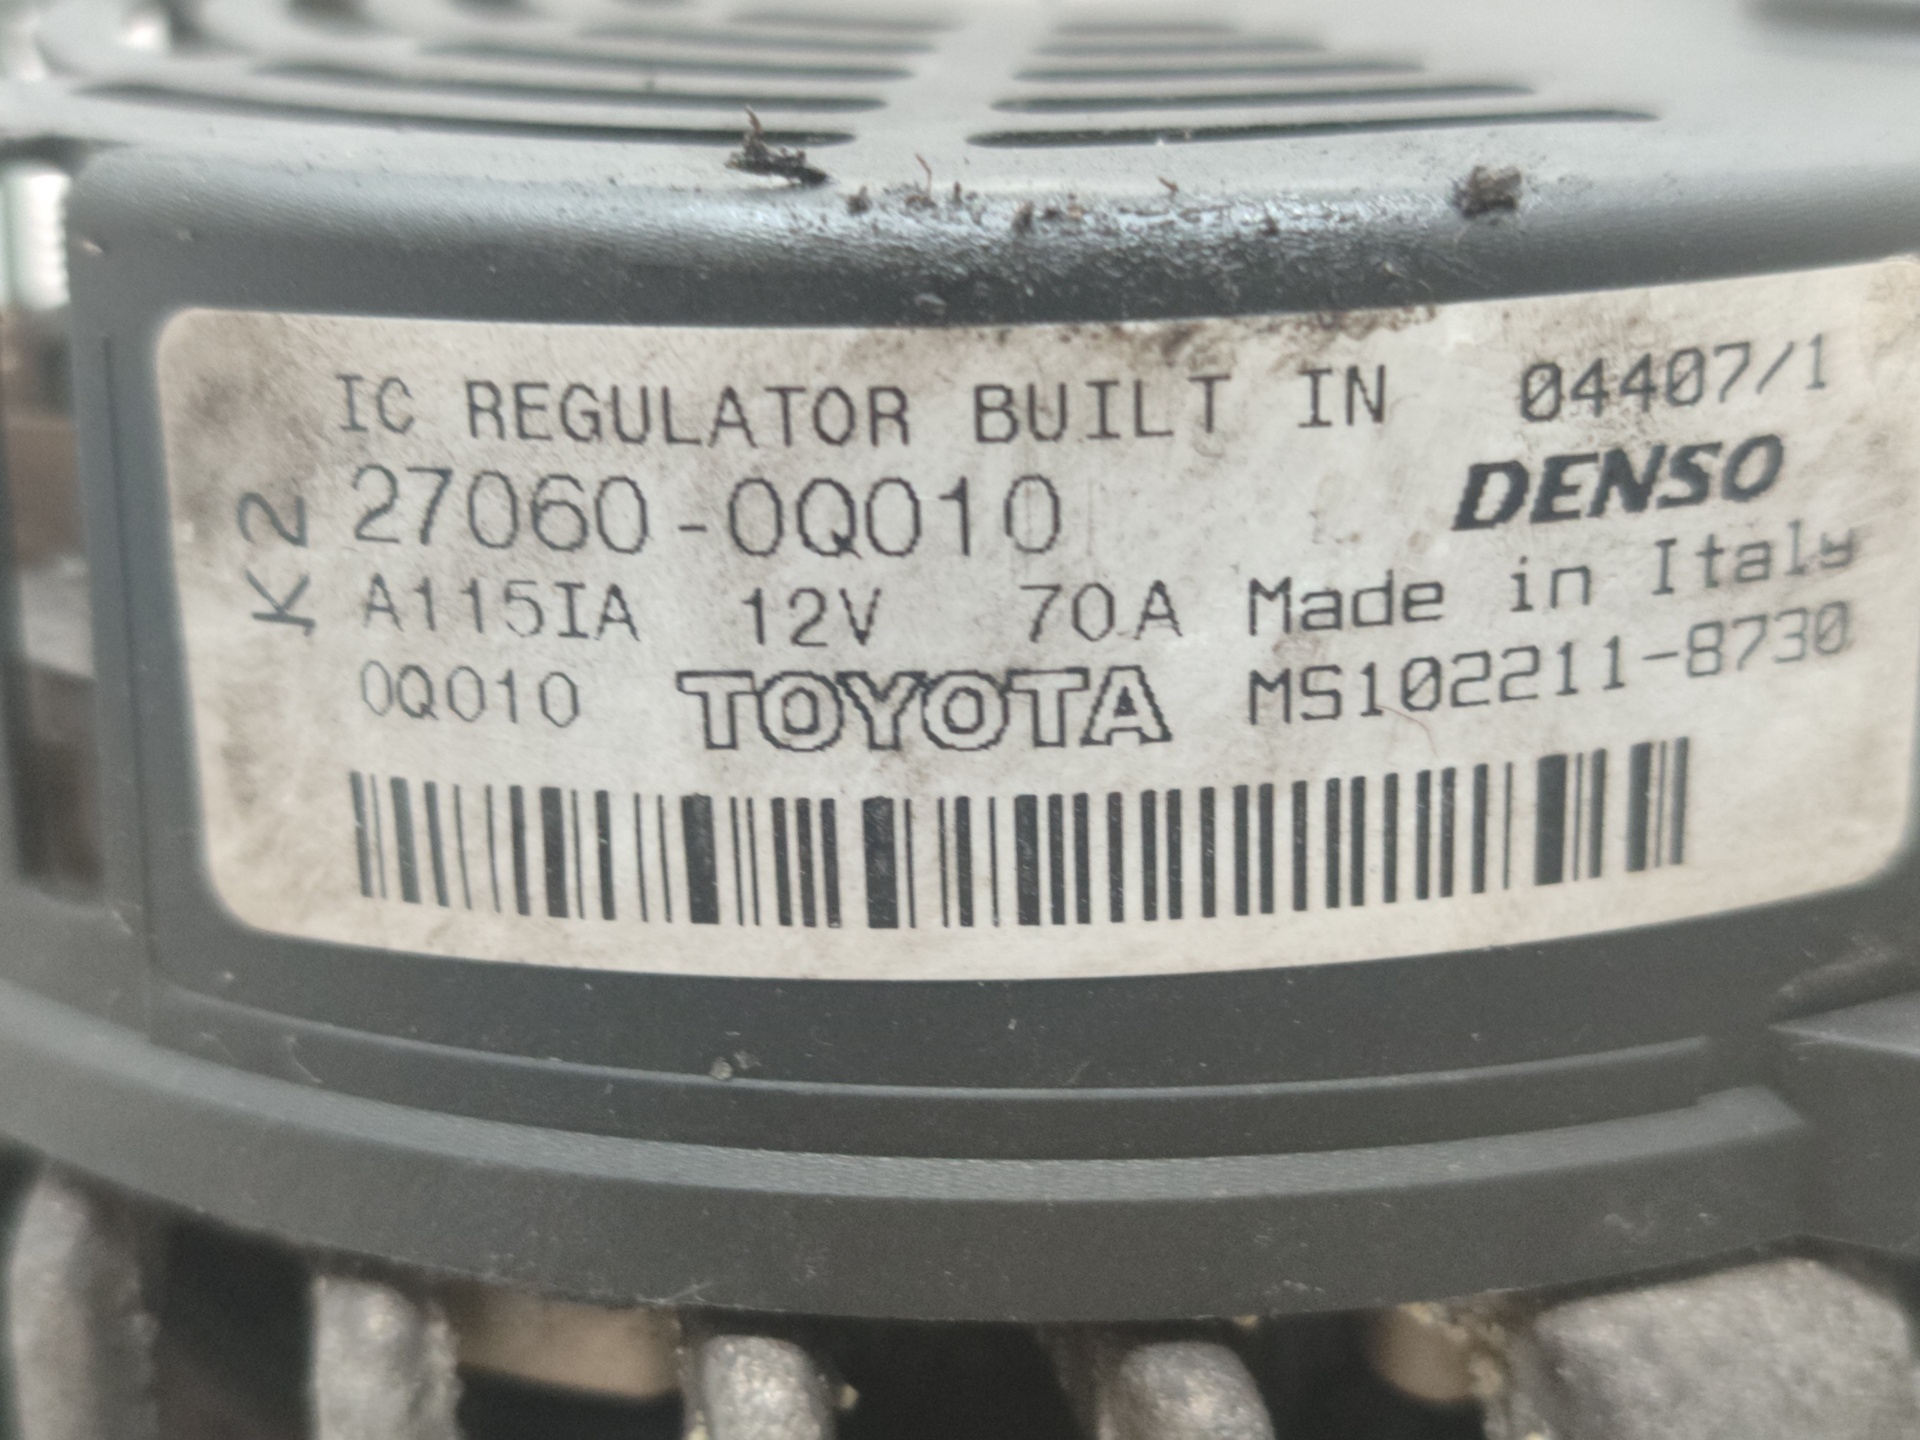 IC REGULATOR BUILT IN 04407/1
27060-0Q010 DENSO
K2
A115IA 12V 70A Made in Italy
0Q010 TOYOTA MS102211-8730